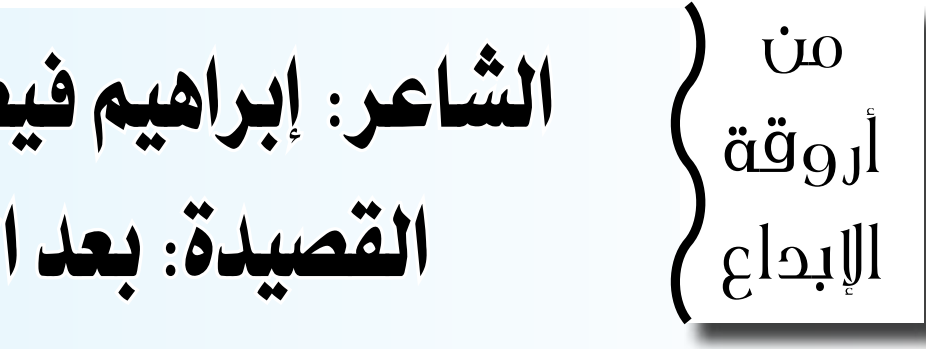 من
أروقة
الإبداع
الشاعر: إبراهيم
القصيدة: بعد